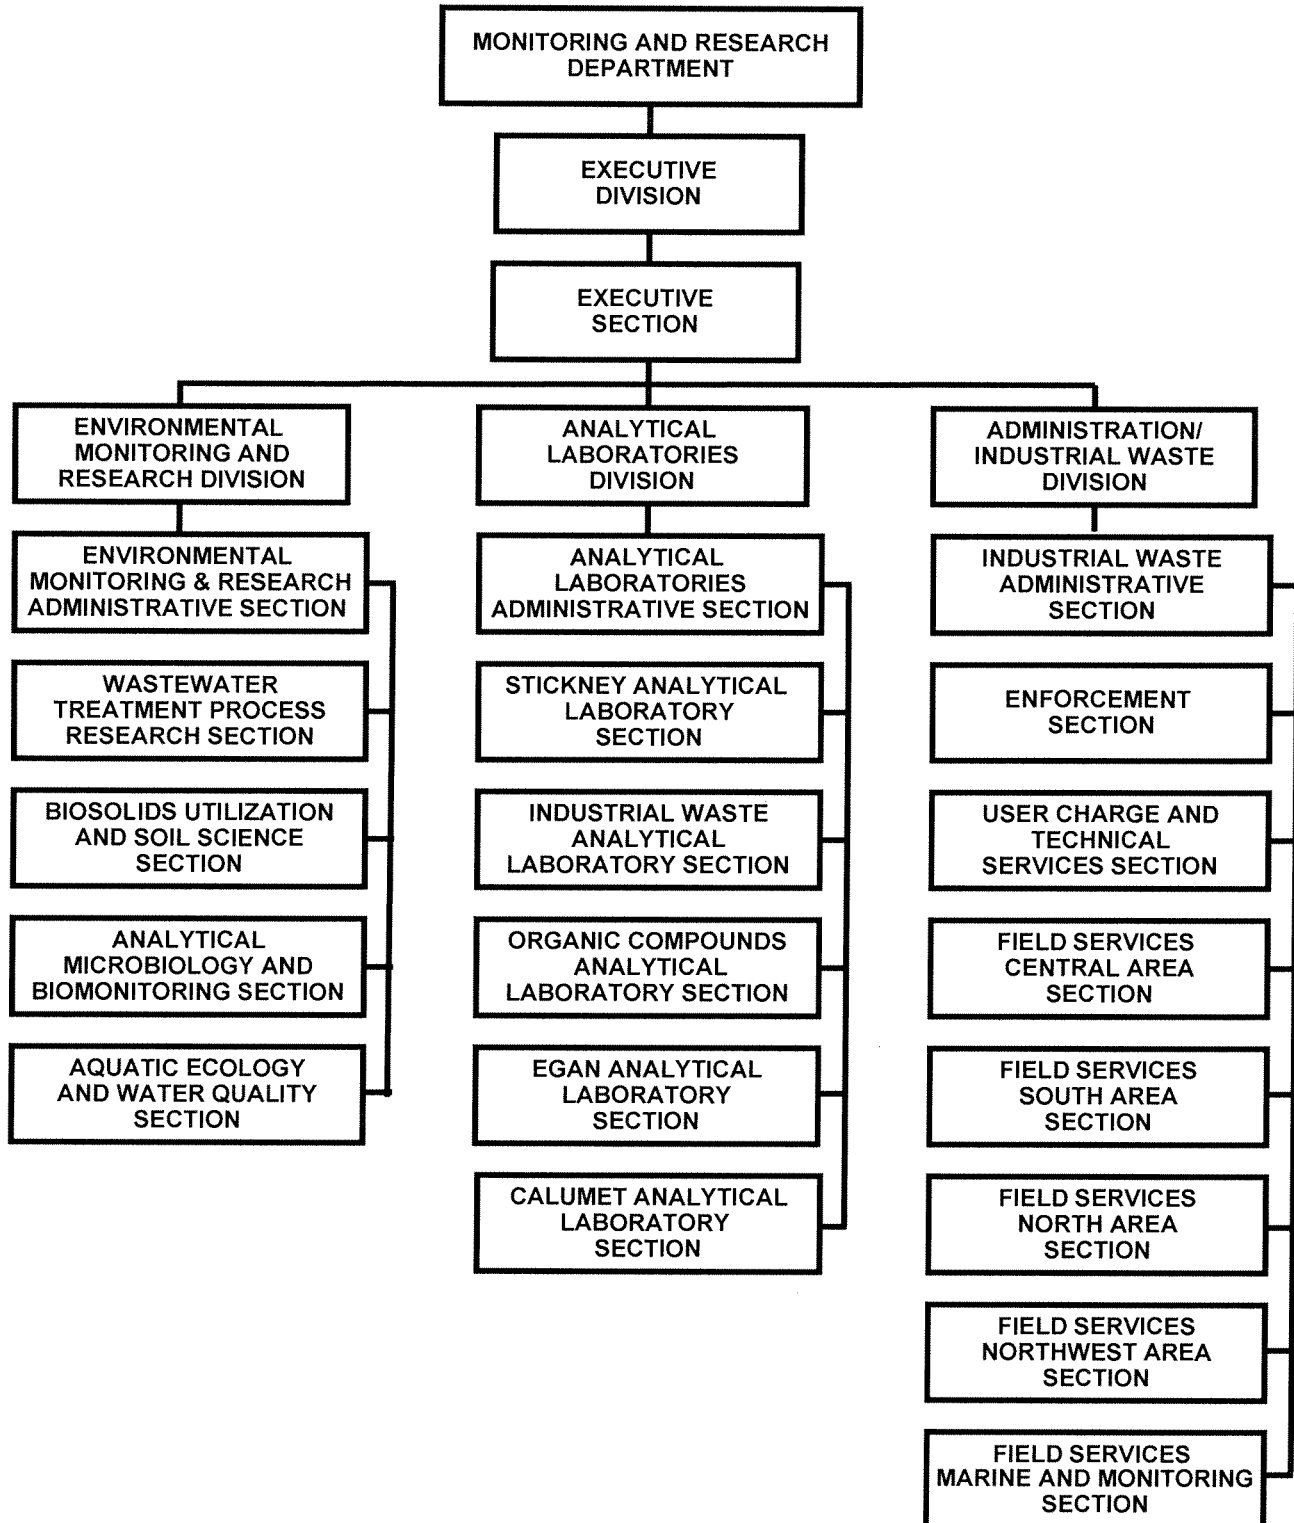 MONITORING AND RESEARCH
DEPARTMENT
EXECUTIVE
DIVISION
EXECUTIVE
SECTION
ENVIRONMENTAL
MONITORING AND
RESEARCH DIVISION
ENVIRONMENTAL
MONITORING & RESEARCH
ADMINISTRATIVE SECTION
WASTEWATER
TREATMENT PROCESS
RESEARCH SECTION
BIOSOLIDS UTILIZATION
AND SOIL SCIENCE
SECTION
ANALYTICAL
MICROBIOLOGY AND
BIOMONITORING SECTION
AQUATIC ECOLOGY
AND WATER QUALITY
SECTION
ANALYTICAL
LABORATORIES
DIVISION
ANALYTICAL
LABORATORIES
ADMINISTRATIVE SECTION
STICKNEY ANALYTICAL
LABORATORY
SECTION
INDUSTRIAL WASTE
ANALYTICAL
LABORATORY SECTION
ORGANIC COMPOUNDS
ANALYTICAL
LABORATORY SECTION
EGAN ANALYTICAL
LABORATORY
SECTION
CALUMET ANALYTICAL
LABORATORY
SECTION
ADMINISTRATION/
INDUSTRIAL WASTE
DIVISION
INDUSTRIAL WASTE
ADMINISTRATIVE
SECTION
ENFORCEMENT
SECTION
USER CHARGE AND
TECHNICAL
SERVICES SECTION
FIELD SERVICES
CENTRAL AREA
SECTION
FIELD SERVICES
SOUTH AREA
SECTION
FIELD SERVICES
NORTH AREA
SECTION
FIELD SERVICES
NORTHWEST AREA
SECTION
FIELD SERVICES
MARINE AND MONITORING
SECTION